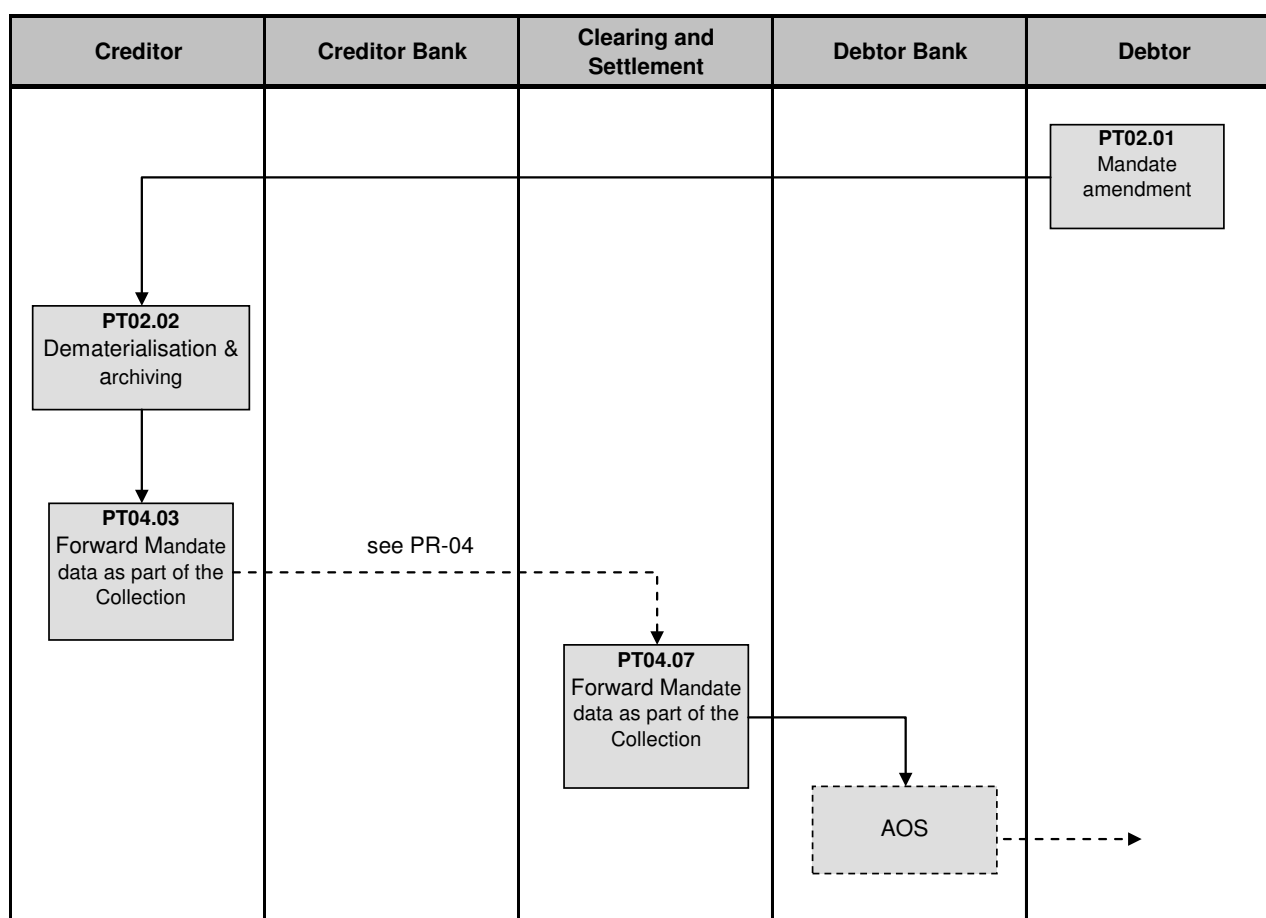 Creditor
Creditor Bank
Clearing and
Settlement
Debtor Bank
Debtor
PT02.01
Mandate
amendment
PT02.02
Dematerialisation &
archiving
PT04.03
Forward Mandate
data as part of the
Collection
see PR-04
PT04.07
Forward Mandate
data as part of the
Collection
AOS